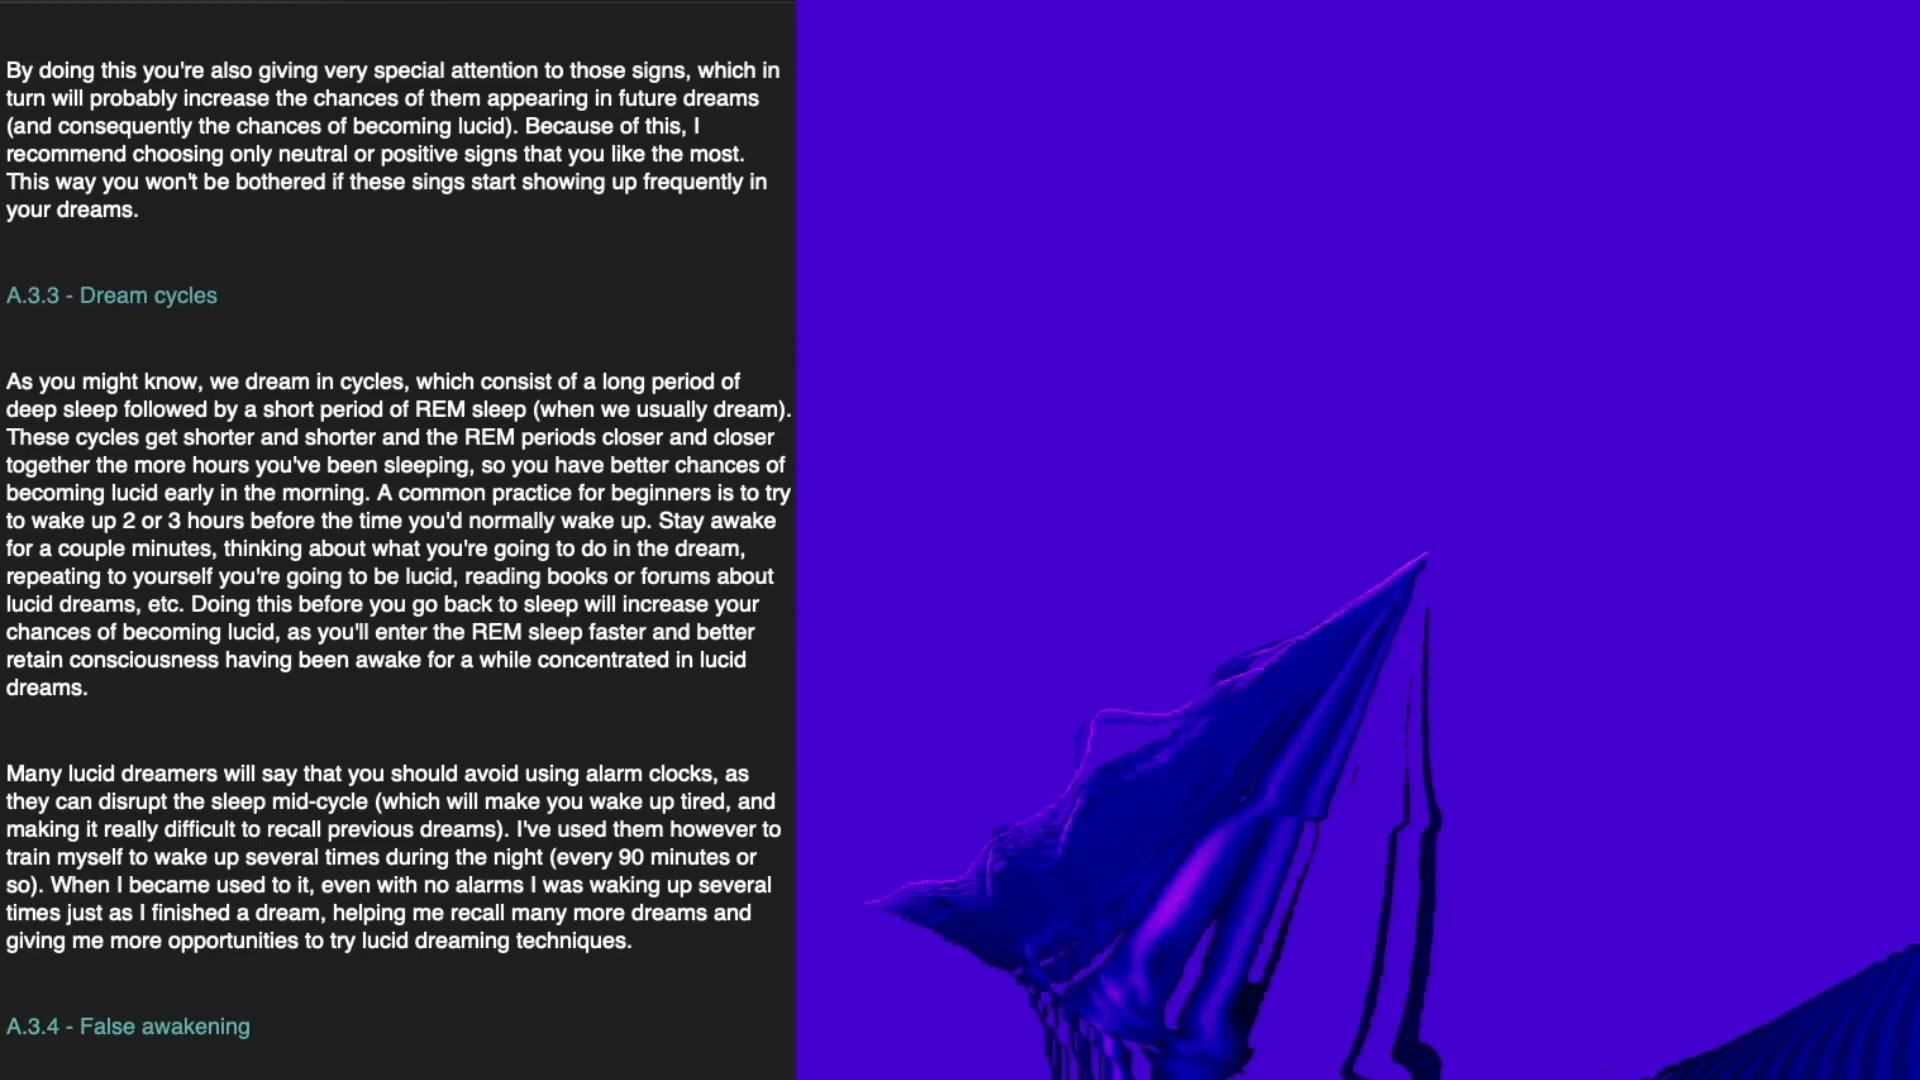 By doing this you're also giving very special attention to those signs, which in
turn will probably increase the chances of them appearing in future dreams
(and consequently the chances of becoming lucid). Because of this, I
recommend choosing only neutral or positive signs that you like the most.
This way you won't be bothered if these sings start showing up frequently in
your dreams.
A.3.3 - Dream cycles
As you might know, we dream in cycles, which consist of a long period of
deep sleep followed by a short period of REM sleep (when we usually dream).
These cycles get shorter and shorter and the REM periods closer and closer
together the more hours you've been sleeping, so you have better chances of
becoming lucid early in the morning. A common practice for beginners is to try
to wake up 2 or 3 hours before the time you'd normally wake up. Stay awake
for a couple minutes, thinking about what you're going to do in the dream,
repeating to yourself you're going to be lucid, reading books or forums about
lucid dreams, etc. Doing this before you go back to sleep will increase your
chances of becoming lucid, as you'll enter the REM sleep faster and better
retain consciousness having been awake for a while concentrated in lucid
dreams.
Many lucid dreamers will say that you should avoid using alarm clocks, as
they can disrupt the sleep mid-cycle (which will make you wake up tired, and
making it really difficult to recall previous dreams). I've used them however to
train myself to wake up several times during the night (every 90 minutes or
so). When I became used to it, even with no alarms I was waking up several
times just as I finished a dream, helping me recall many more dreams and
giving me more opportunities to try lucid dreaming techniques.
A.3.4 - False awakening